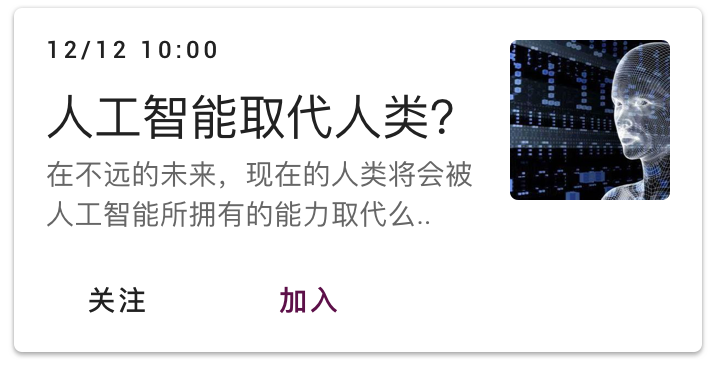 12/12 10:00
人工智能取代人类?
在不远的未来，现在的人类将会被
人工智能所拥有的能力取代么..
关注
加入